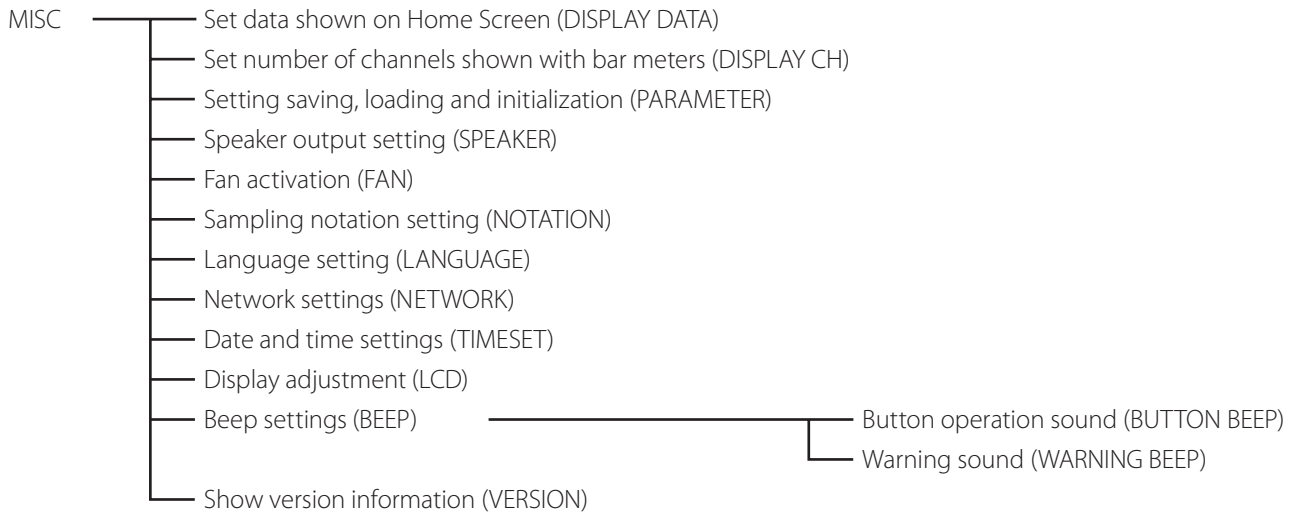 MISC
Set data shown on Home Screen (DISPLAY DATA)
Set number of channels shown with bar meters (DISPLAY CH)
Setting saving, loading and initialization (PARAMETER)
Speaker output setting (SPEAKER)
Fan activation (FAN)
Sampling notation setting (NOTATION)
Language setting (LANGUAGE)
Network settings (NETWORK)
Date and time settings (TIMESET)
Display adjustment (LCD)
Beep settings (BEEP)
Button operation sound (BUTTON BEEP)
Warning sound (WARNING BEEP)
Show version information (VERSION)